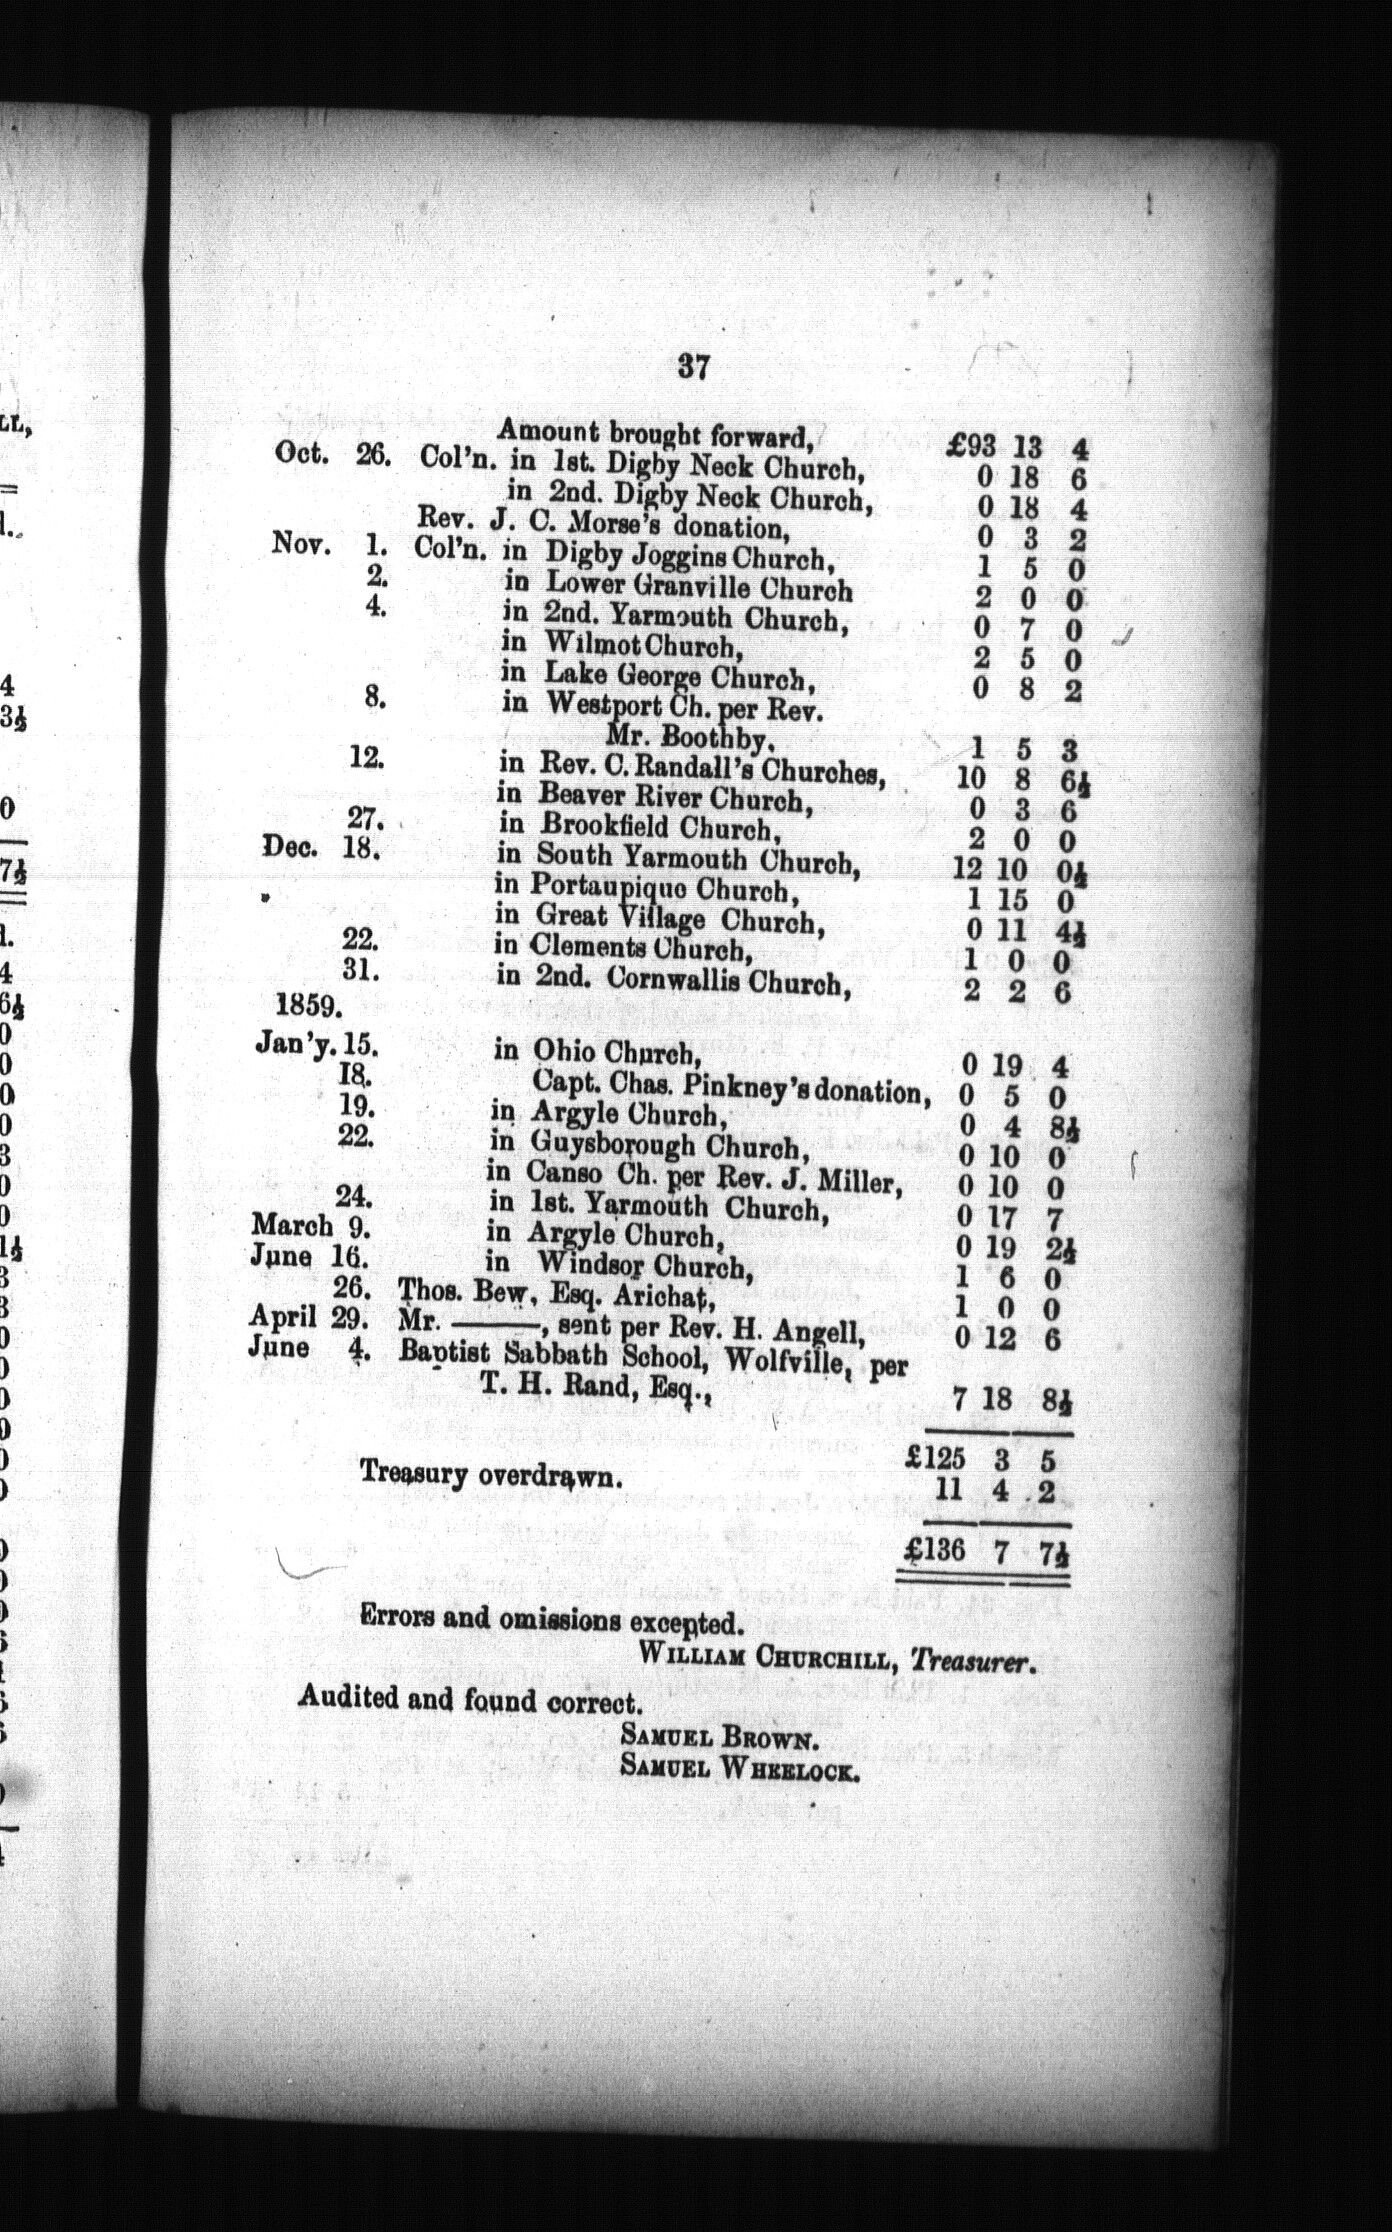 37
Amount brought forward, £93 13 4
Oct. 26. Col'n. in 1st. Digby Neck Church, 0 18 6
in 2nd. Digby Neck Church, 0 18 4
Rev. J. C. Morse's donation, 0 3 2
Nov. 1. Col'n. in Digby Joggins Church, 1 5 0
2. in Lower Granville Church 2 0 0
4. in 2nd. Yarmouth Church, 0 7 0
in Wilmot Church, 2 5 0
in Lake George Church, 0 8 2
8. in Westport Ch. per Rev.
Mr. Boothby. 1 5 3
12. in Rev. C. Randall's Churches, 10 8 6½
in Beaver River Church, 0 3 6
27. in Brookfield Church, 2 0 0
Dec. 18. in South Yarmouth Church, 12 10 0½
in Portaupique Church, 1 15 0
in Great Village Church, 0 11 4½
22. in Clements Church, 1 0 0
31. in 2nd. Cornwallis Church, 2 2 6
1859.
Jan'y. 15. in Ohio Church, 0 19 4
18. Capt. Chas. Pinkney's donation, 0 5 0
19. in Argyle Church, 0 4 8½
22. in Guysborough Church, 0 10 0
in Canso Ch. per Rev. J. Miller, 0 10 0
24. in 1st. Yarmouth Church, 0 17 7
March 9. in Argyle Church, 0 19 2½
June 16. in Windsor Church, 1 6 0
26. Thos. Bew, Esq. Arichat, 1 0 0
April 29. Mr. ———, sent per Rev. H. Angell, 0 12 6
June 4. Baptist Sabbath School, Wolfville, per
T. H. Rand, Esq., 7 18 8½
£125 3 5
Treasury overdrawn. 11 4 2
£136 7 7½
Errors and omissions excepted.
WILLIAM CHURCHILL, Treasurer.
Audited and found correct.
SAMUEL BROWN.
SAMUEL WHEELOCK.